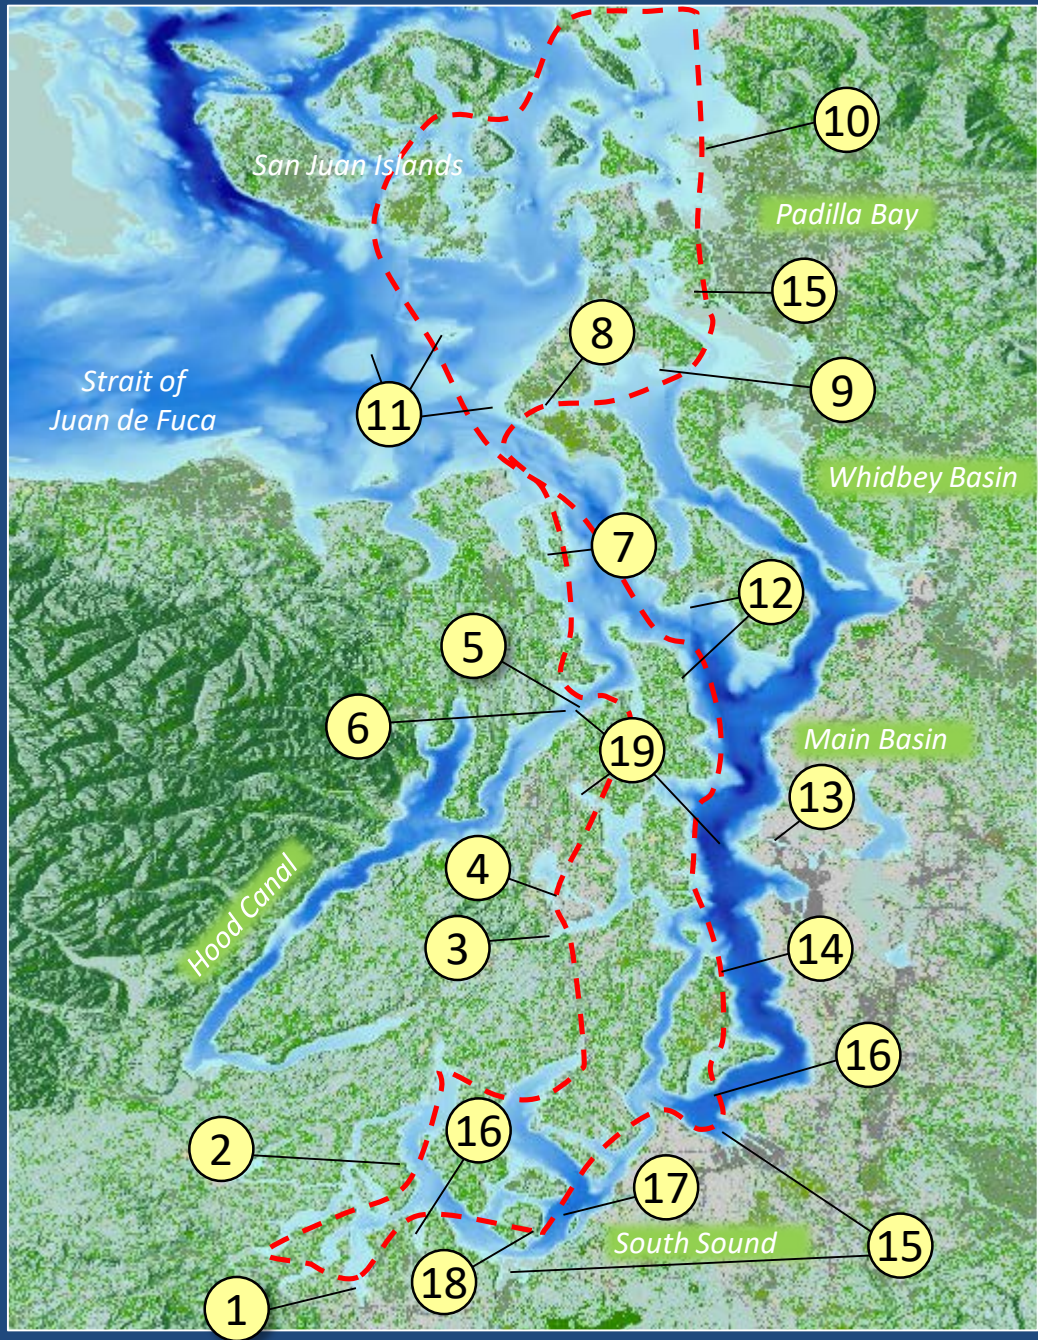 10
San Juan Islands
Padilla Bay
15
8
Strait of
Juan de Fuca
9
11
Whidbey Basin
7
12
5
6
19
Main Basin
13
4
Hood Canal
3
14
16
16
2
17
South Sound
15
18
1